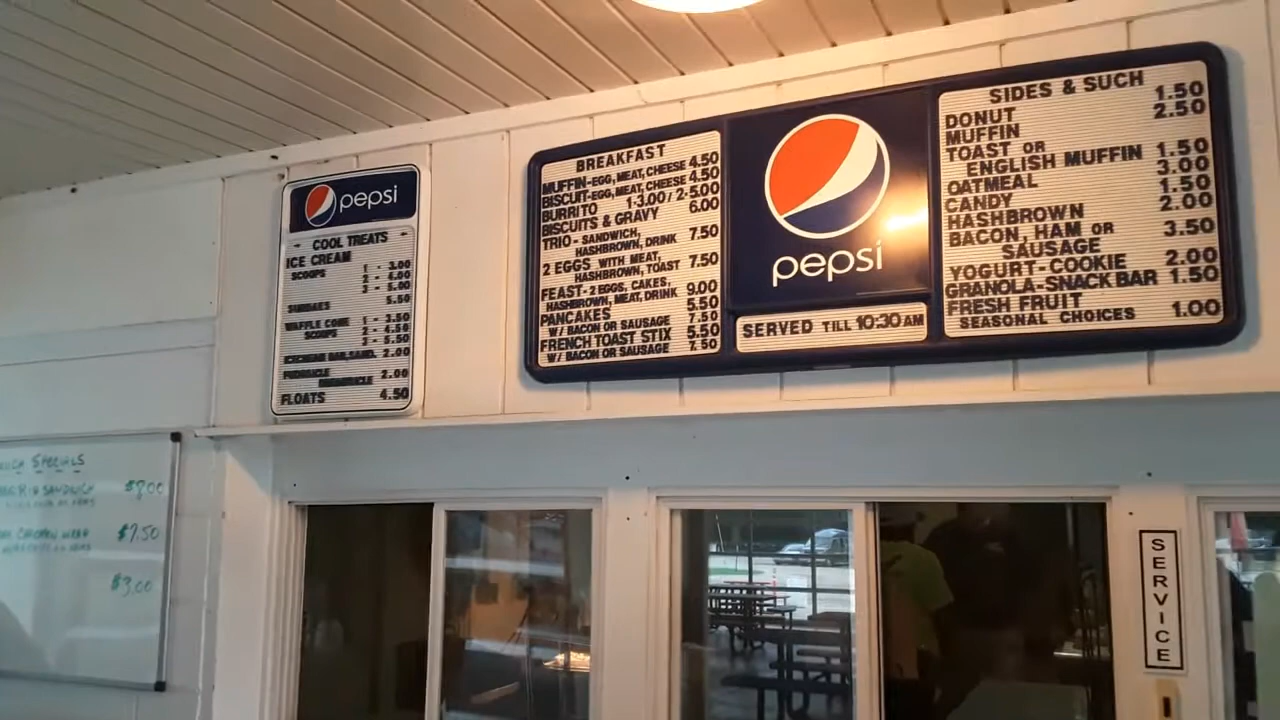 pepsi
COOL TREATS
ICE CREAM
SCOOPS 1 - 3.00
2 - 4.00
3 - 5.00
SUNDAES 5.50
WAFFLE CONE 1 - 3.50
SCOOPS 2 - 4.50
3 - 5.50
2.00
2.00
FLOATS 4.50
BREAKFAST
MUFFIN-EGG, MEAT, CHEESE 4.50
BISCUIT-EGG, MEAT, CHEESE 4.50
BURRITO 1-3.00 / 2-5.00
BISCUITS & GRAVY 6.00
TRIO - SANDWICH,
HASHBROWN, DRINK 7.50
2 EGGS WITH MEAT,
HASHBROWN, TOAST 7.50
FEAST-2 EGGS, CAKES,
HASHBROWN, MEAT, DRINK 9.00
PANCAKES 5.50
W/ BACON OR SAUSAGE 7.50
FRENCH TOAST STIX 5.50
W/ BACON OR SAUSAGE 7.50
pepsi
SERVED TILL 10:30 AM
SIDES & SUCH
DONUT 1.50
MUFFIN 2.50
TOAST OR
ENGLISH MUFFIN 1.50
OATMEAL 3.00
CANDY 1.50
HASHBROWN 2.00
BACON, HAM OR
SAUSAGE 3.50
YOGURT-COOKIE 2.00
GRANOLA-SNACK BAR 1.50
FRESH FRUIT
SEASONAL CHOICES 1.00
SPECIALS
SANDWICH $8.00
$7.50
$3.00
SERVICE